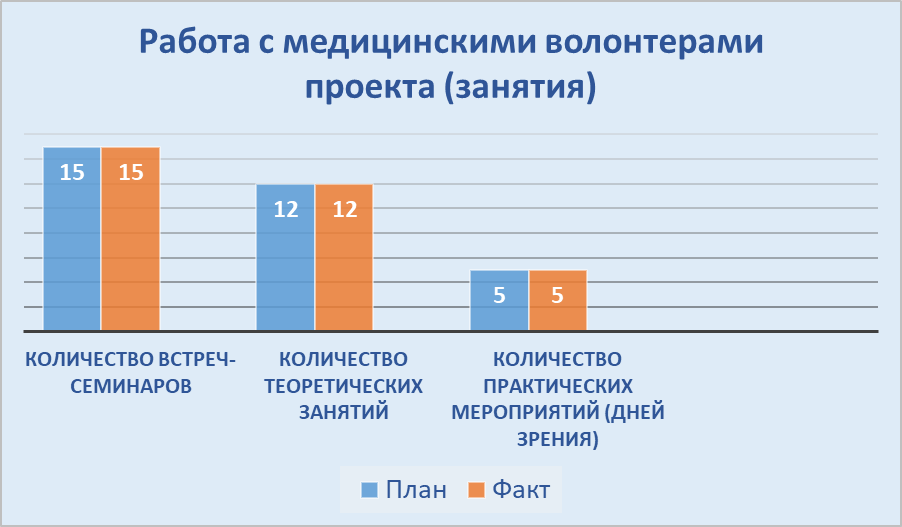 Работа с медицинскими волонтерами
проекта (занятия)
15 15
12 12
5 5
КОЛИЧЕСТВО ВСТРЕЧ-
СЕМИНАРОВ
КОЛИЧЕСТВО
ТЕОРЕТИЧЕСКИХ
ЗАНЯТИЙ
КОЛИЧЕСТВО
ПРАКТИЧЕСКИХ
МЕРОПРИЯТИЙ (ДНЕЙ
ЗРЕНИЯ)
План Факт